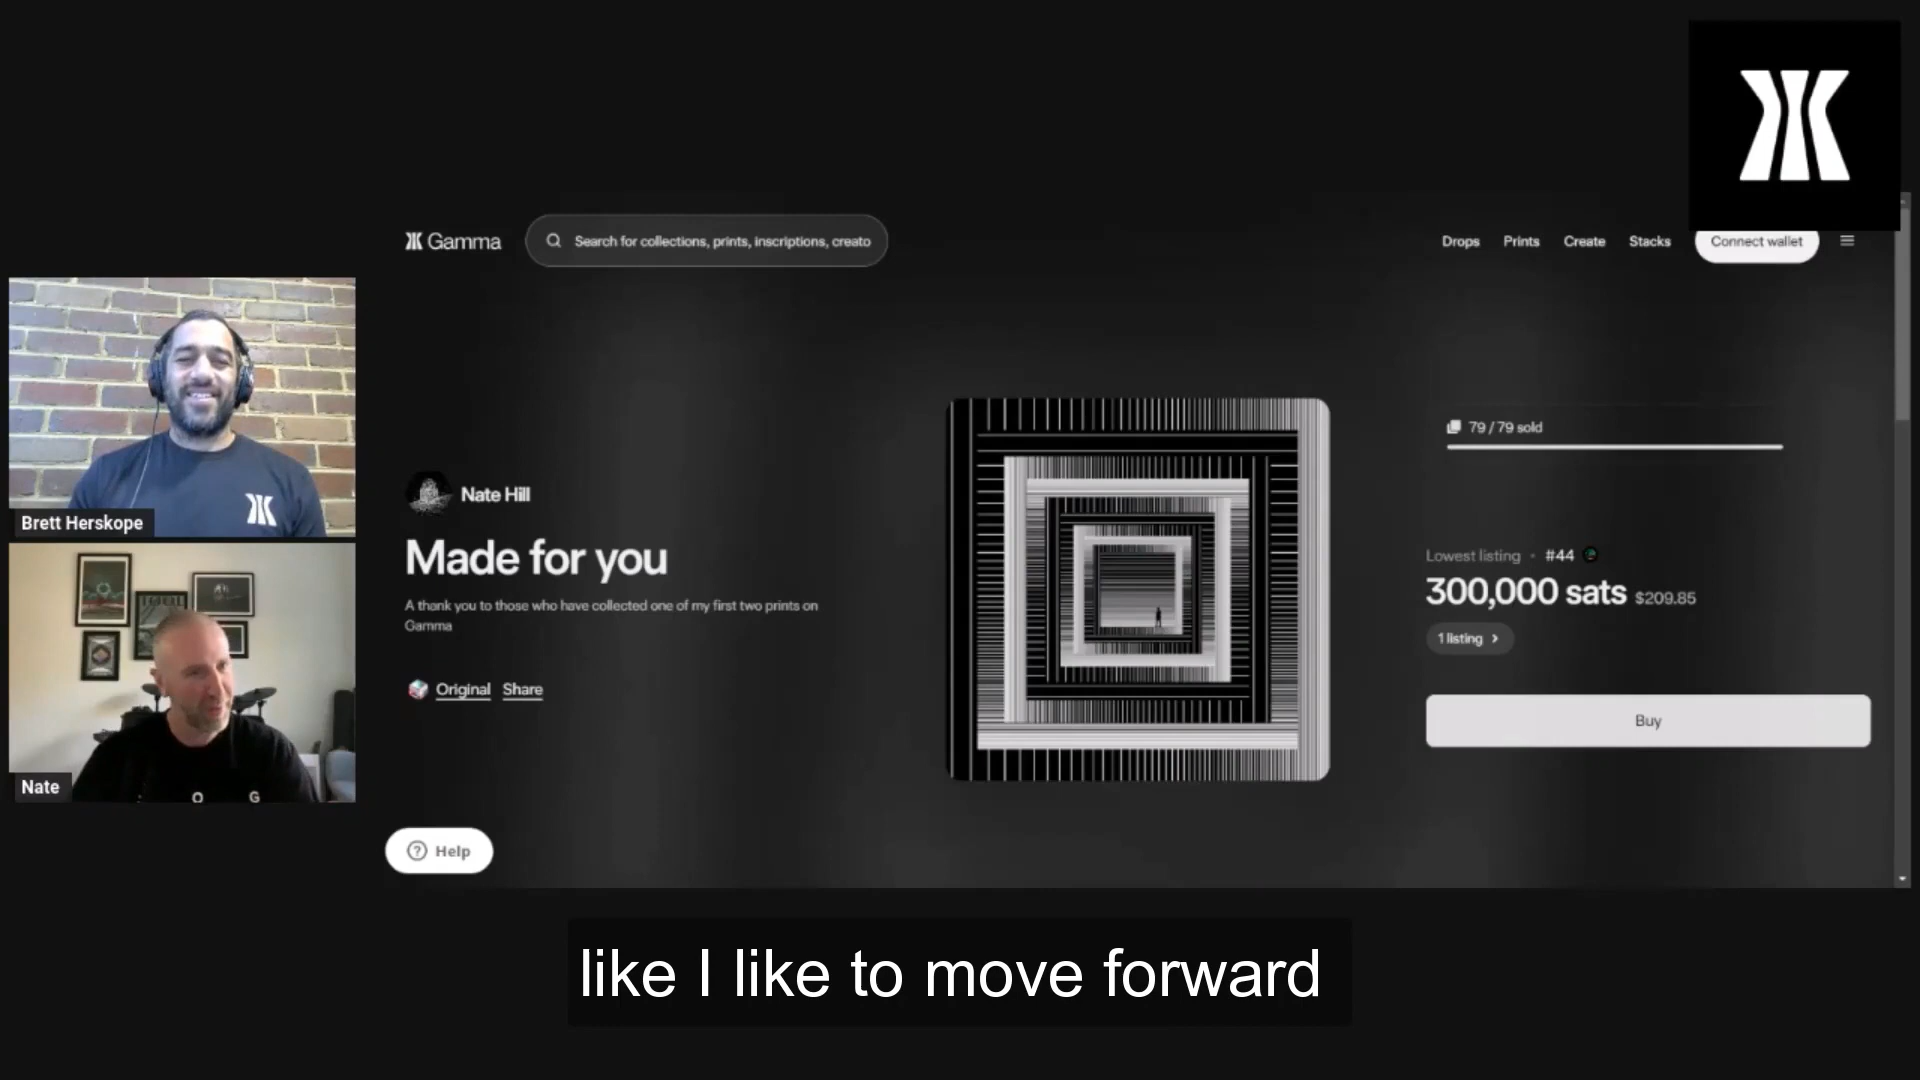 Gamma
Search for collections, prints, inscriptions, creato
Drops
Prints
Create
Stacks
Connect wallet
Brett Herskope
Nate
O G
Nate Hill
Made for you
A thank you to those who have collected one of my first two prints on
Gamma
Original
Share
79 / 79 sold
Lowest listing • #44
300,000 sats $209.85
1 listing
Buy
? Help
like I like to move forward